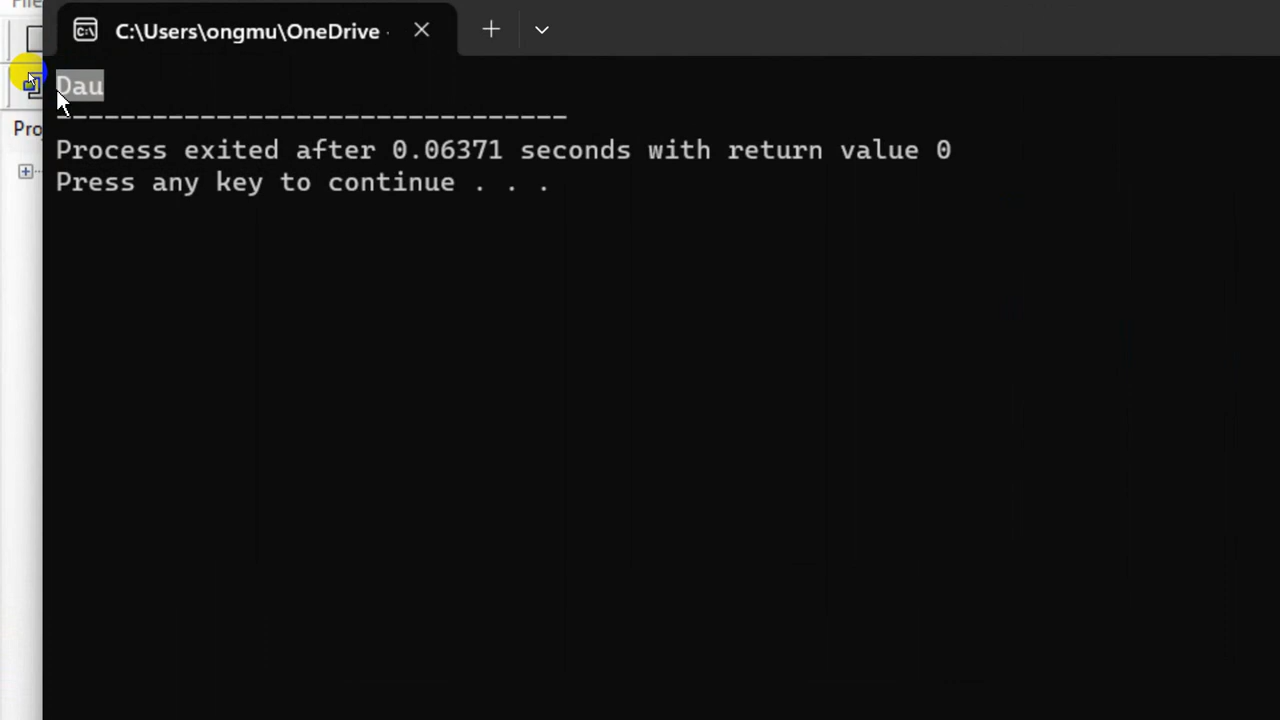 C:\Users\ongmu\OneDrive
Dau
--------------------------------
Process exited after 0.06371 seconds with return value 0
Press any key to continue . . .